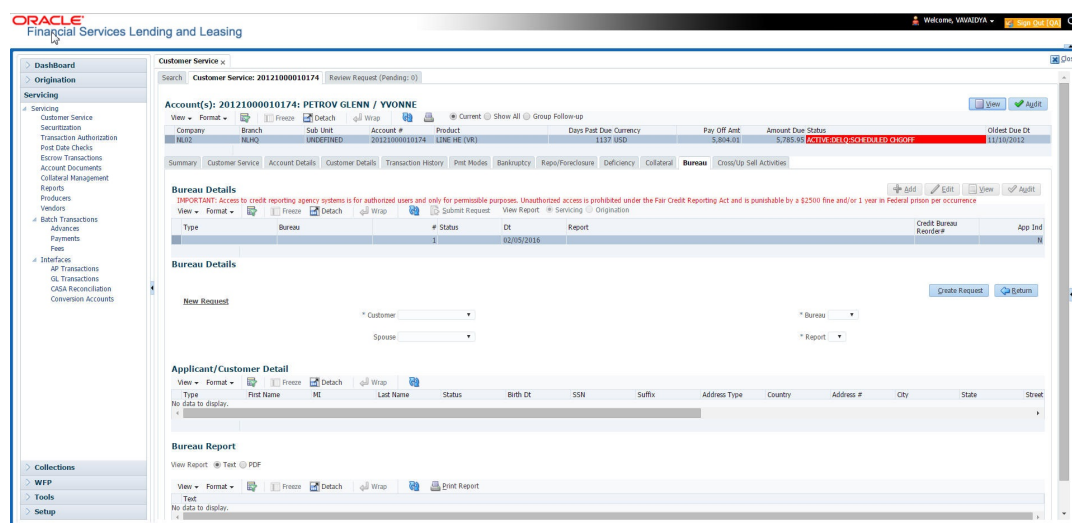 ORACLE
Financial Services Lending and Leasing
Welcome, VAVAIDYA
Sign Out [QA]
DashBoard
Origination
Servicing
Servicing
Customer Service
Securitization
Transaction Authorization
Post Date Checks
Escrow Transactions
Account Documents
Collateral Management
Reports
Producers
Vendors
Batch Transactions
Advances
Payments
Fees
Interfaces
AP Transactions
GL Transactions
CASA Reconciliation
Conversion Accounts
Collections
WFP
Tools
Setup
Customer Service x
Search Customer Service: 20121000010174 Review Request (Pending: 0)
Account(s): 20121000010174: PETROV GLENN / YVONNE
View Audit
View Format Freeze Detach Wrap Current Show All Group Follow-up
Company Branch Sub Unit Account # Product Days Past Due Currency Pay Off Amt Amount Due Status Oldest Due Dt
NL02 NLHQ UNDEFINED 20121000010174 LINE HE (VR) 1137 USD 5,804.01 5,785.95 ACTIVE:DELQ:SCHEDULED CHGOFF 11/10/2012
Summary Customer Service Account Details Customer Details Transaction History Pmt Modes Bankruptcy Repo/Foreclosure Deficiency Collateral Bureau Cross/Up Sell Activities
Bureau Details
Add Edit View Audit
IMPORTANT: Access to credit reporting agency systems is for authorized users and only for permissible purposes. Unauthorized access is prohibited under the Fair Credit Reporting Act and is punishable by a $2500 fine and/or 1 year in Federal prison per occurrence
View Format Freeze Detach Wrap Submit Request View Report Servicing Origination
Type Bureau # Status Dt Report Credit Bureau Reorder# App Ind
1 02/05/2016 N
Bureau Details
Create Request Return
New Request
* Customer * Bureau
Spouse * Report
Applicant/Customer Detail
View Format Freeze Detach Wrap
Type First Name MI Last Name Status Birth Dt SSN Suffix Address Type Country Address # City State Street
No data to display.
Bureau Report
View Report Text PDF
View Format Freeze Detach Wrap Print Report
Text
No data to display.